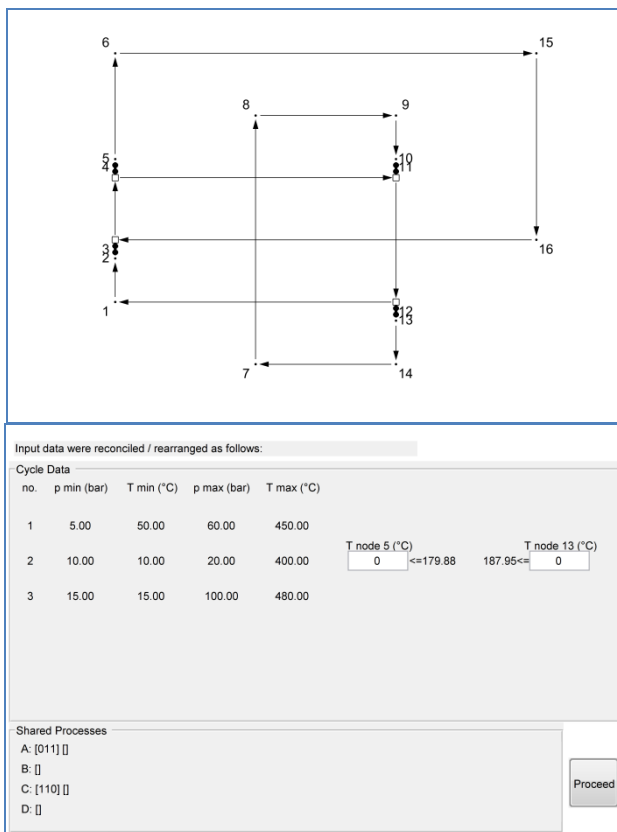 6 15
8 9
5 10
4 11
3 16
2
12
1 13
7 14
Input data were reconciled / rearranged as follows:
Cycle Data
no. p min (bar) T min (°C) p max (bar) T max (°C)
1 5.00 50.00 60.00 450.00
T node 5 (°C) T node 13 (°C)
2 10.00 10.00 20.00 400.00 0 <=179.88 187.95<= 0
3 15.00 15.00 100.00 480.00
Shared Processes
A: [011] []
B: []
C: [110] []
D: []
Proceed